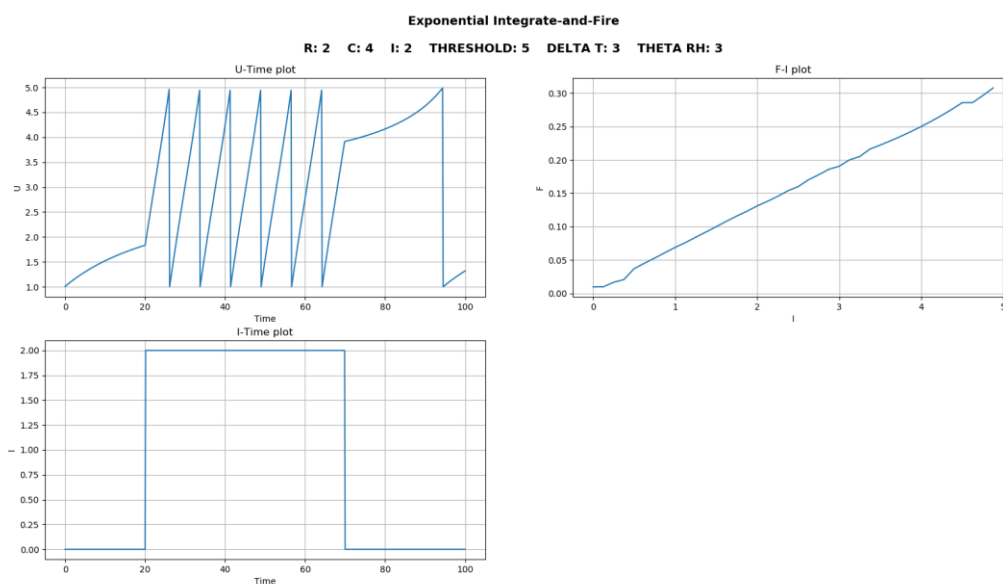 Exponential Integrate-and-Fire
R: 2 C: 4 I: 2 THRESHOLD: 5 DELTA T: 3 THETA RH: 3
U-Time plot
5.0
4.5
4.0
3.5
3.0
2.5
2.0
1.5
1.0
U
0 20 40 60 80 100
Time
F-I plot
0.30
0.25
0.20
0.15
0.10
0.05
0.00
F
0 1 2 3 4 5
I
I-Time plot
2.00
1.75
1.50
1.25
1.00
0.75
0.50
0.25
0.00
I
0 20 40 60 80 100
Time